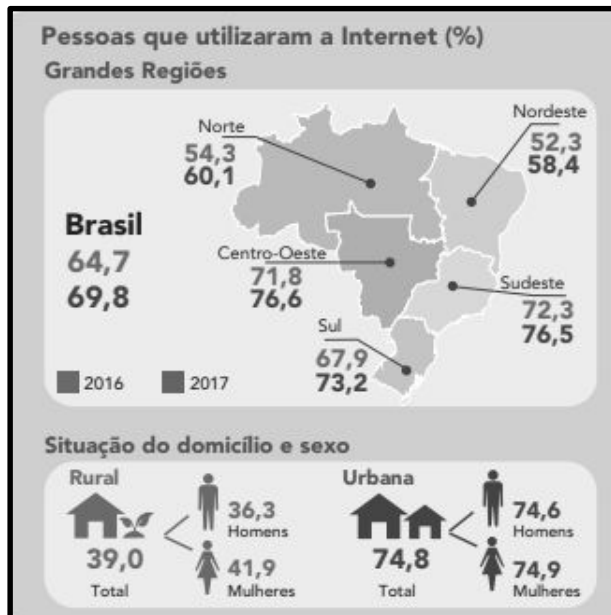 Pessoas que utilizaram a Internet (%)
Grandes Regiões
Norte
54,3
60,1
Nordeste
52,3
58,4
Brasil
64,7
69,8
Centro-Oeste
71,8
76,6
Sudeste
72,3
76,5
Sul
67,9
73,2
2016 2017
Situação do domicílio e sexo
Rural
39,0
Total
36,3
Homens
41,9
Mulheres
Urbana
74,8
Total
74,6
Homens
74,9
Mulheres